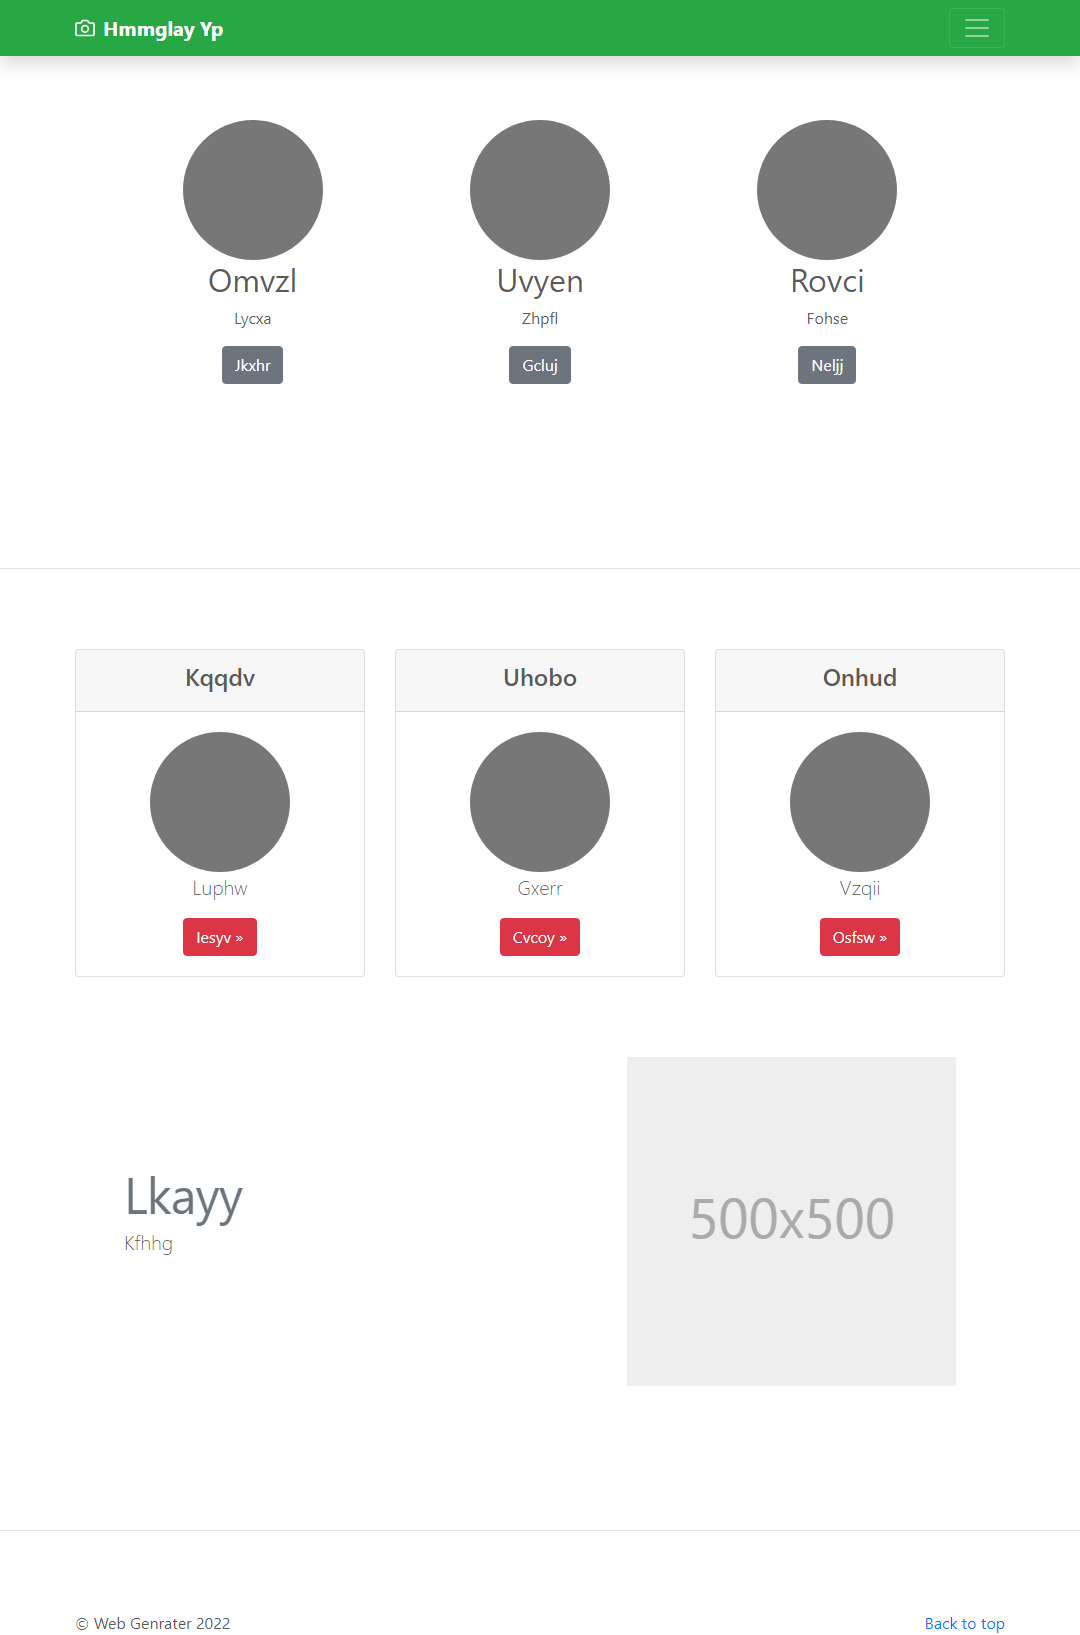 Hmmglay Yp
Omvzl
Uvyen
Rovci
Lycxa
Zhpfl
Fohse
Jkxhr
Gcluj
Neljj
Kqqdv
Uhobo
Onhud
Luphw
Gxerr
Vzqii
Iesyv »
Cvcoy »
Osfsw »
Lkayy
Kfhhg
500x500
© Web Genrater 2022
Back to top